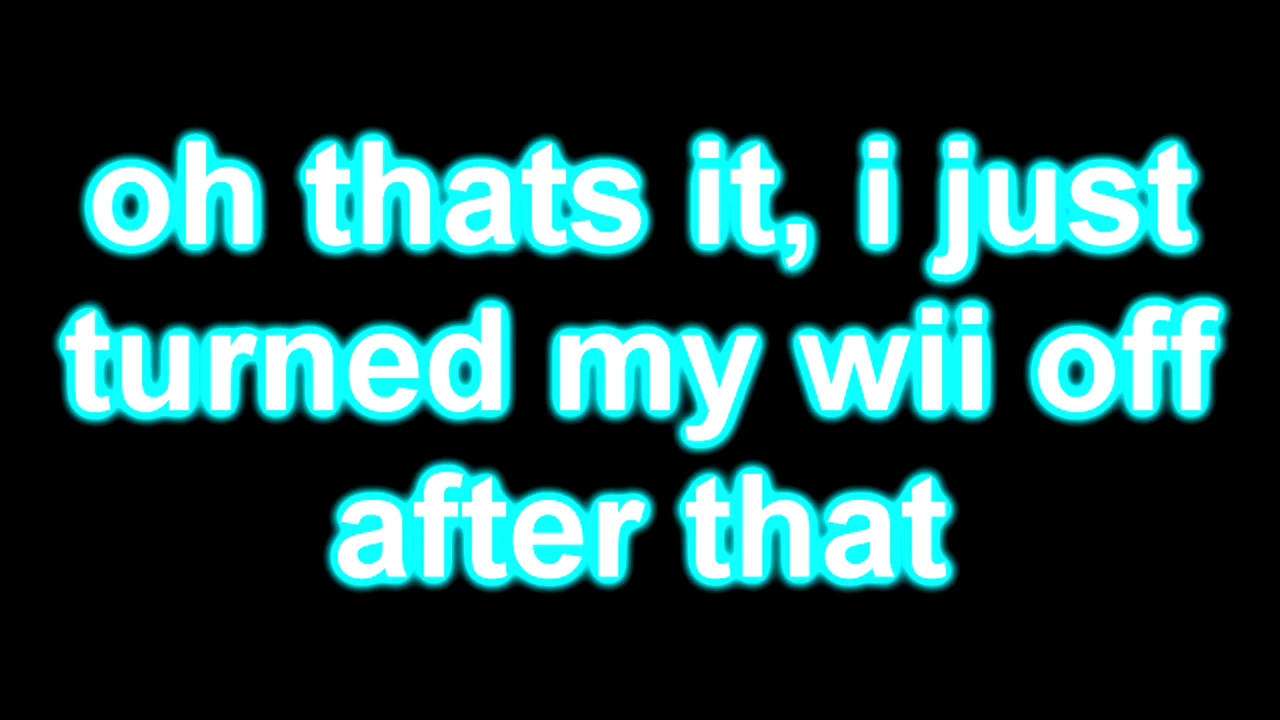 oh thats it, i just
turned my wii off
after that